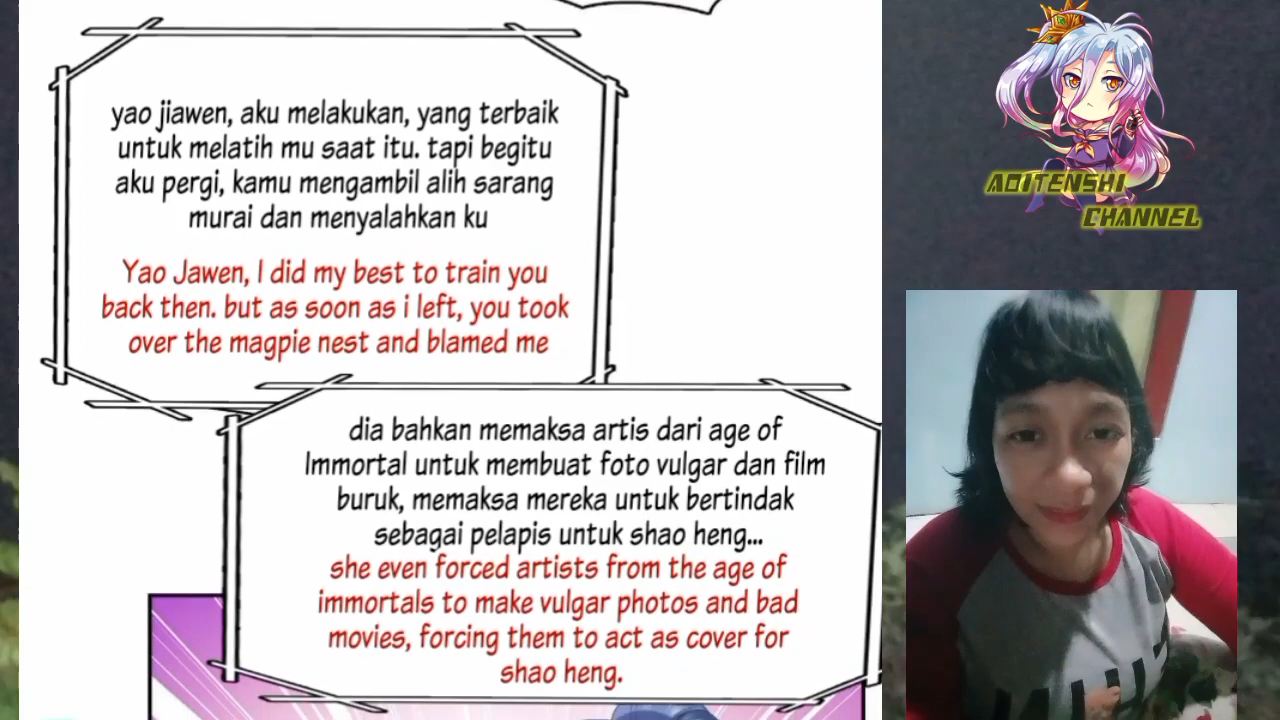 yao jiawen, aku melakukan, yang terbaik
untuk melatih mu saat itu. tapi begitu
aku pergi, kamu mengambil alih sarang
murai dan menyalahkan ku
Yao Jawen, I did my best to train you
back then. but as soon as i left, you took
over the magpie nest and blamed me
dia bahkan memaksa artis dari age of
Immortal untuk membuat foto vulgar dan film
buruk, memaksa mereka untuk bertindak
sebagai pelapis untuk shao heng...
she even forced artists from the age of
immortals to make vulgar photos and bad
movies, forcing them to act as cover for
shao heng.
ADITENSHI
CHANNEL